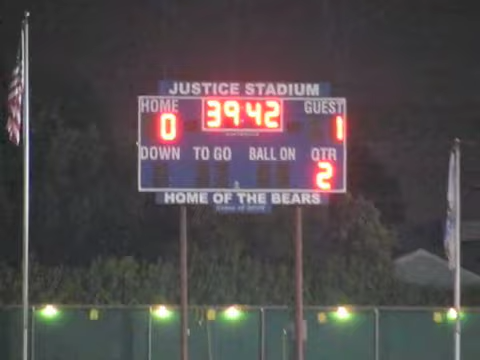 JUSTICE STADIUM
HOME 39:42 GUEST
0 1
DOWN TO GO BALL ON QTR
2
HOME OF THE BEARS